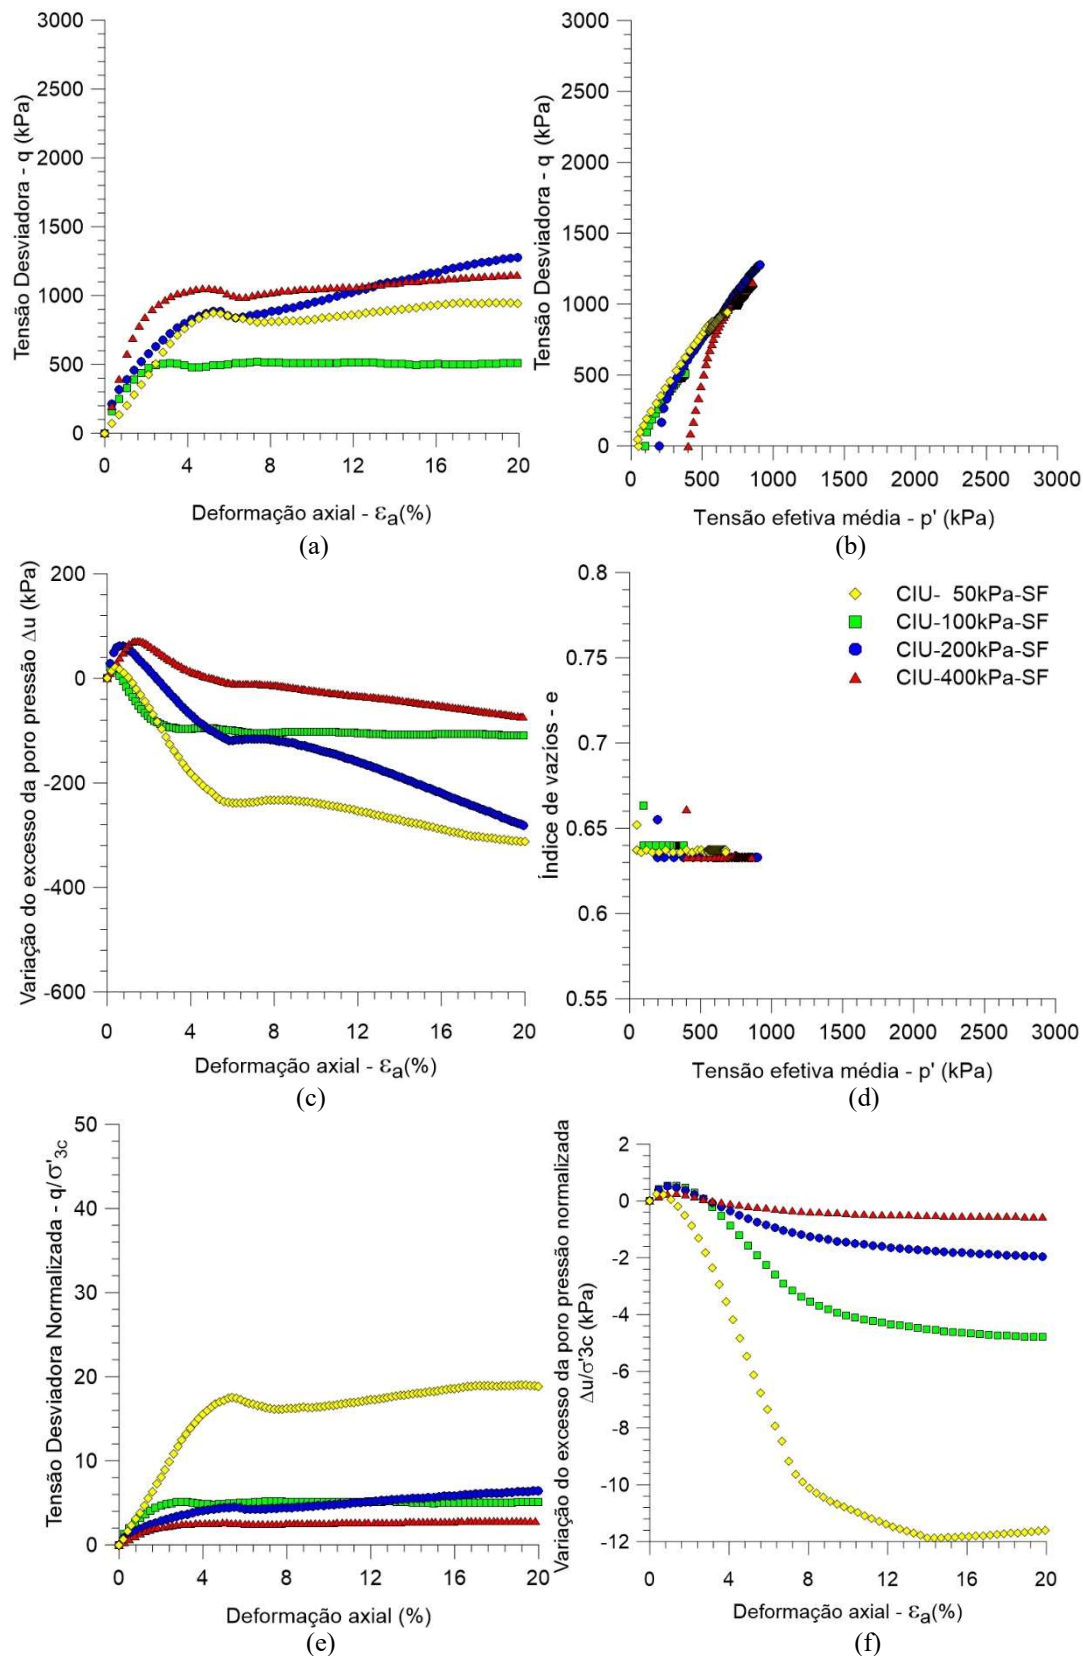 3000
2500
2000
1500
1000
500
0
Tensão Desviadora - q (kPa)
0 4 8 12 16 20
Deformação axial - εa(%)
(a)
3000
2500
2000
1500
1000
500
0
Tensão Desviadora - q (kPa)
0 500 1000 1500 2000 2500 3000
Tensão efetiva média - p' (kPa)
(b)
200
0
-200
-400
-600
Variação do excesso da poro pressão Δu (kPa)
0 4 8 12 16 20
Deformação axial - εa(%)
(c)
0.8
0.75
0.7
0.65
0.6
0.55
Índice de vazíos - e
CIU- 50kPa-SF
CIU-100kPa-SF
CIU-200kPa-SF
CIU-400kPa-SF
0 500 1000 1500 2000 2500 3000
Tensão efetiva média - p' (kPa)
(d)
50
40
30
20
10
0
Tensão Desviadora Normalizada - q/σ'3c
0 4 8 12 16 20
Deformação axial (%)
(e)
2
0
-2
-4
-6
-8
-10
-12
Variação do excesso da poro pressão normalizada
Δu/σ'3c (kPa)
0 4 8 12 16 20
Deformação axial - εa(%)
(f)